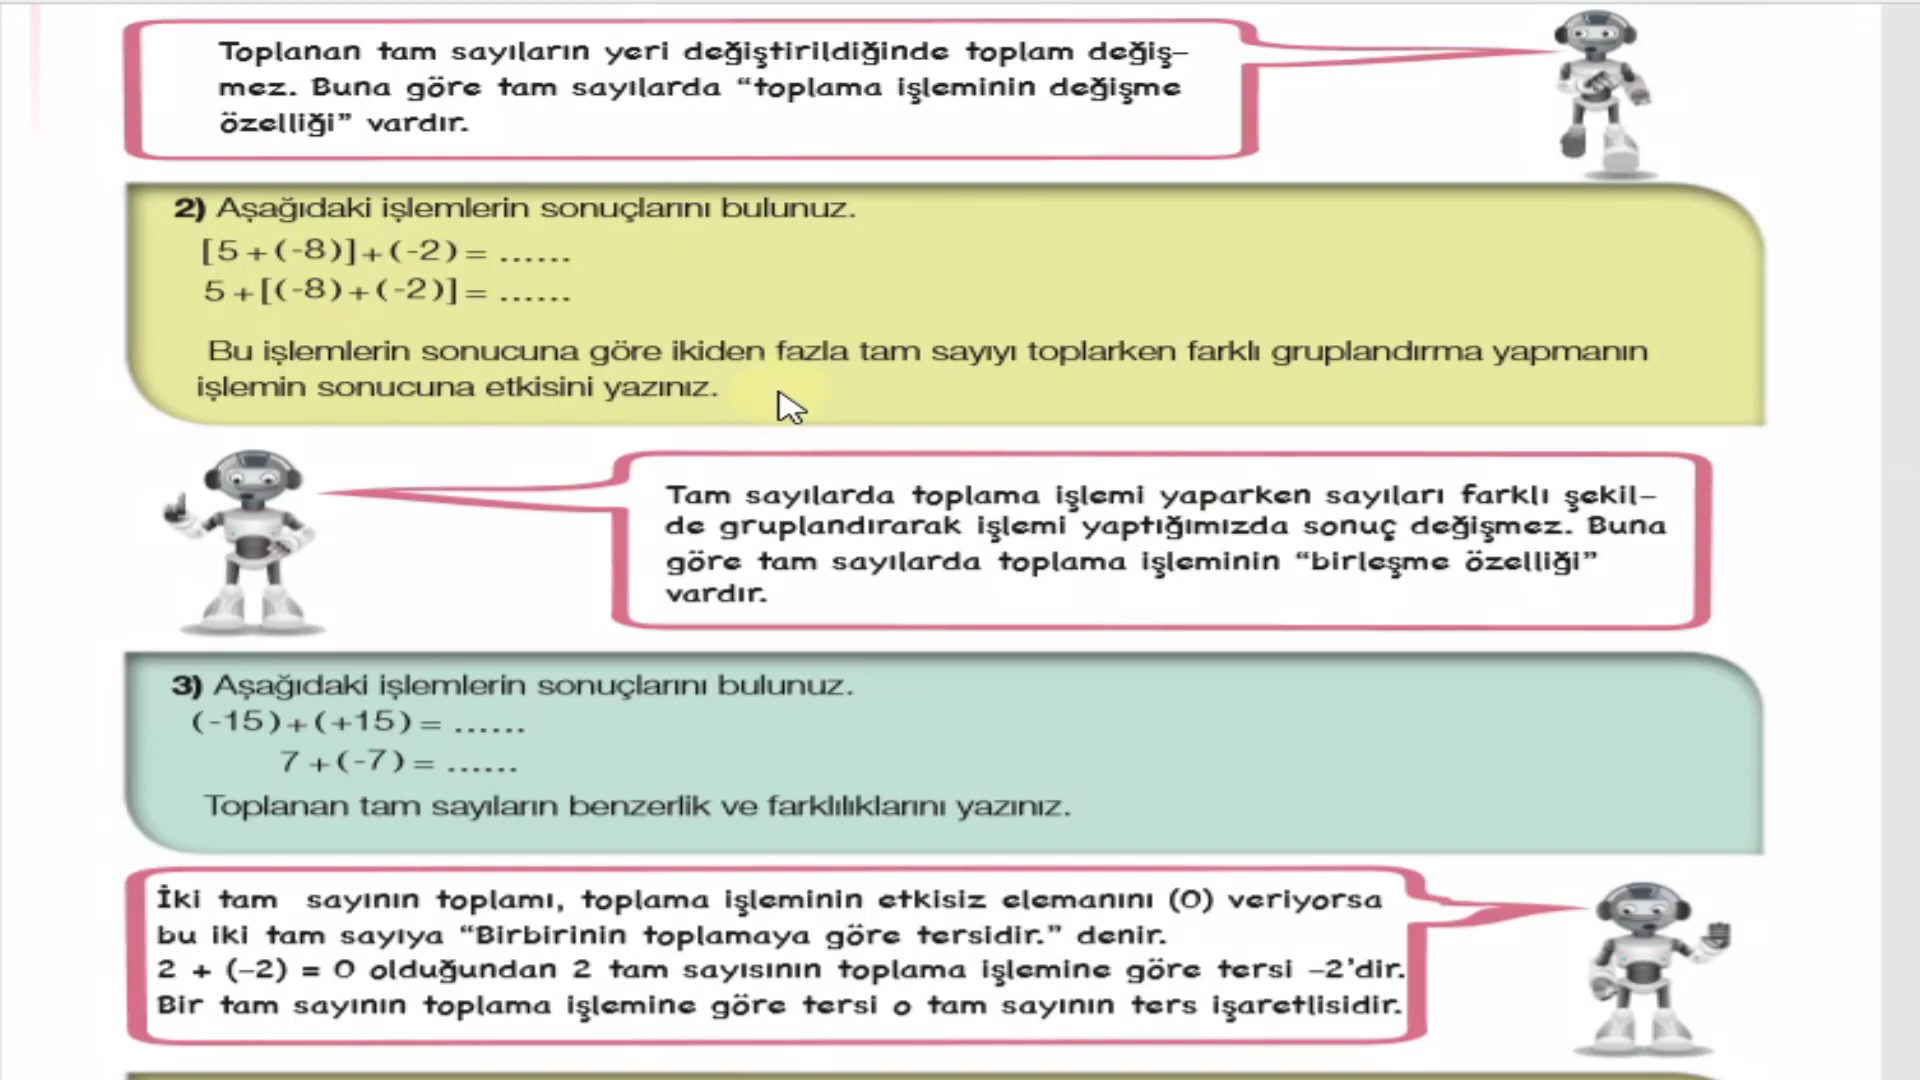 Toplanan tam sayıların yeri değiştirildiğinde toplam değiş-
mez. Buna göre tam sayılarda “toplama işleminin değişme
özelliği” vardır.
2) Aşağıdaki işlemlerin sonuçlarını bulunuz.
[5+(-8)]+(-2)= ......
5+[(-8)+(-2)]= ......
Bu işlemlerin sonucuna göre ikiden fazla tam sayıyı toplarken farklı gruplandırma yapmanın
işlemin sonucuna etkisini yazınız.
Tam sayılarda toplama işlemi yaparken sayıları farklı şekil-
de gruplandırarak işlemi yaptığımızda sonuç değişmez. Buna
göre tam sayılarda toplama işleminin “birleşme özelliği”
vardır.
3) Aşağıdaki işlemlerin sonuçlarını bulunuz.
(-15)+(+15)= ......
7+(-7)= ......
Toplanan tam sayıların benzerlik ve farklılıklarını yazınız.
İki tam sayının toplamı, toplama işleminin etkisiz elemanını (0) veriyorsa
bu iki tam sayıya “Birbirinin toplamaya göre tersidir.” denir.
2 + (-2) = 0 olduğundan 2 tam sayısının toplama işlemine göre tersi -2’dir.
Bir tam sayının toplama işlemine göre tersi o tam sayının ters işaretlisidir.